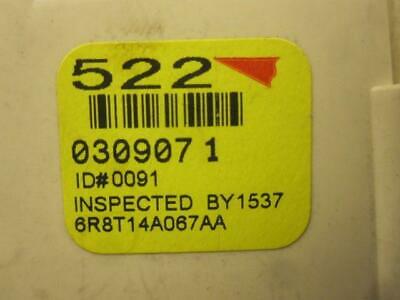 522
0309071
ID#0091
INSPECTED BY1537
6R8T14A067AA